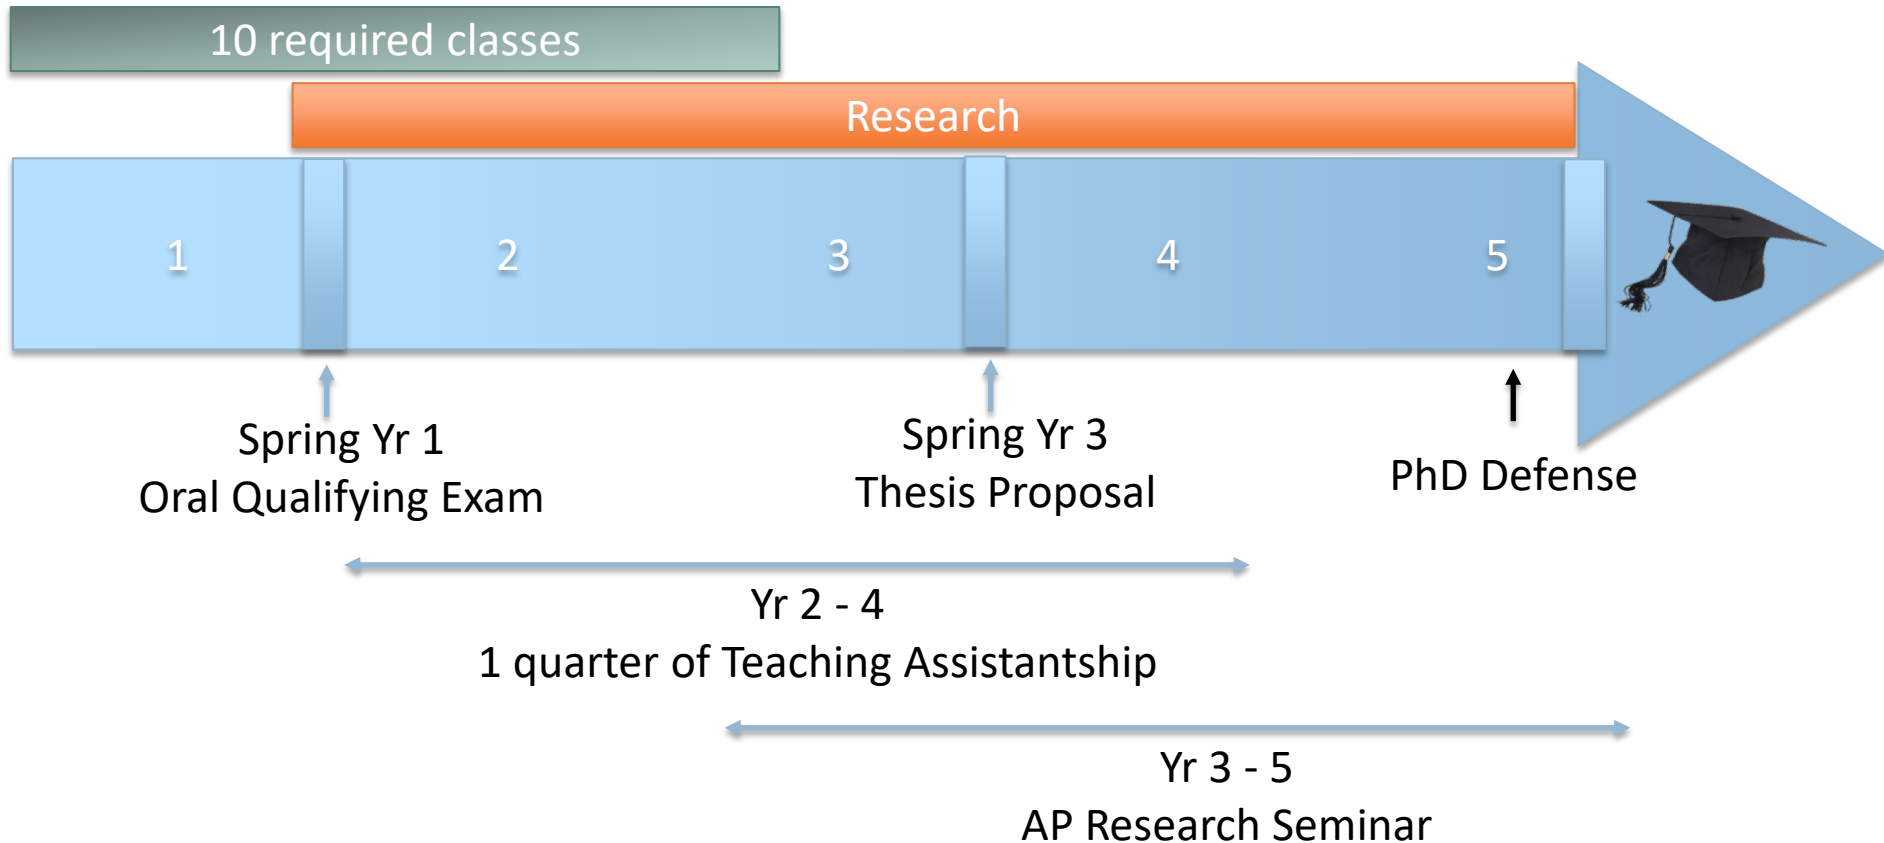 10 required classes
Research
1
2
3
4
5
Spring Yr 1
Oral Qualifying Exam
Spring Yr 3
Thesis Proposal
PhD Defense
Yr 2 - 4
1 quarter of Teaching Assistantship
Yr 3 - 5
AP Research Seminar